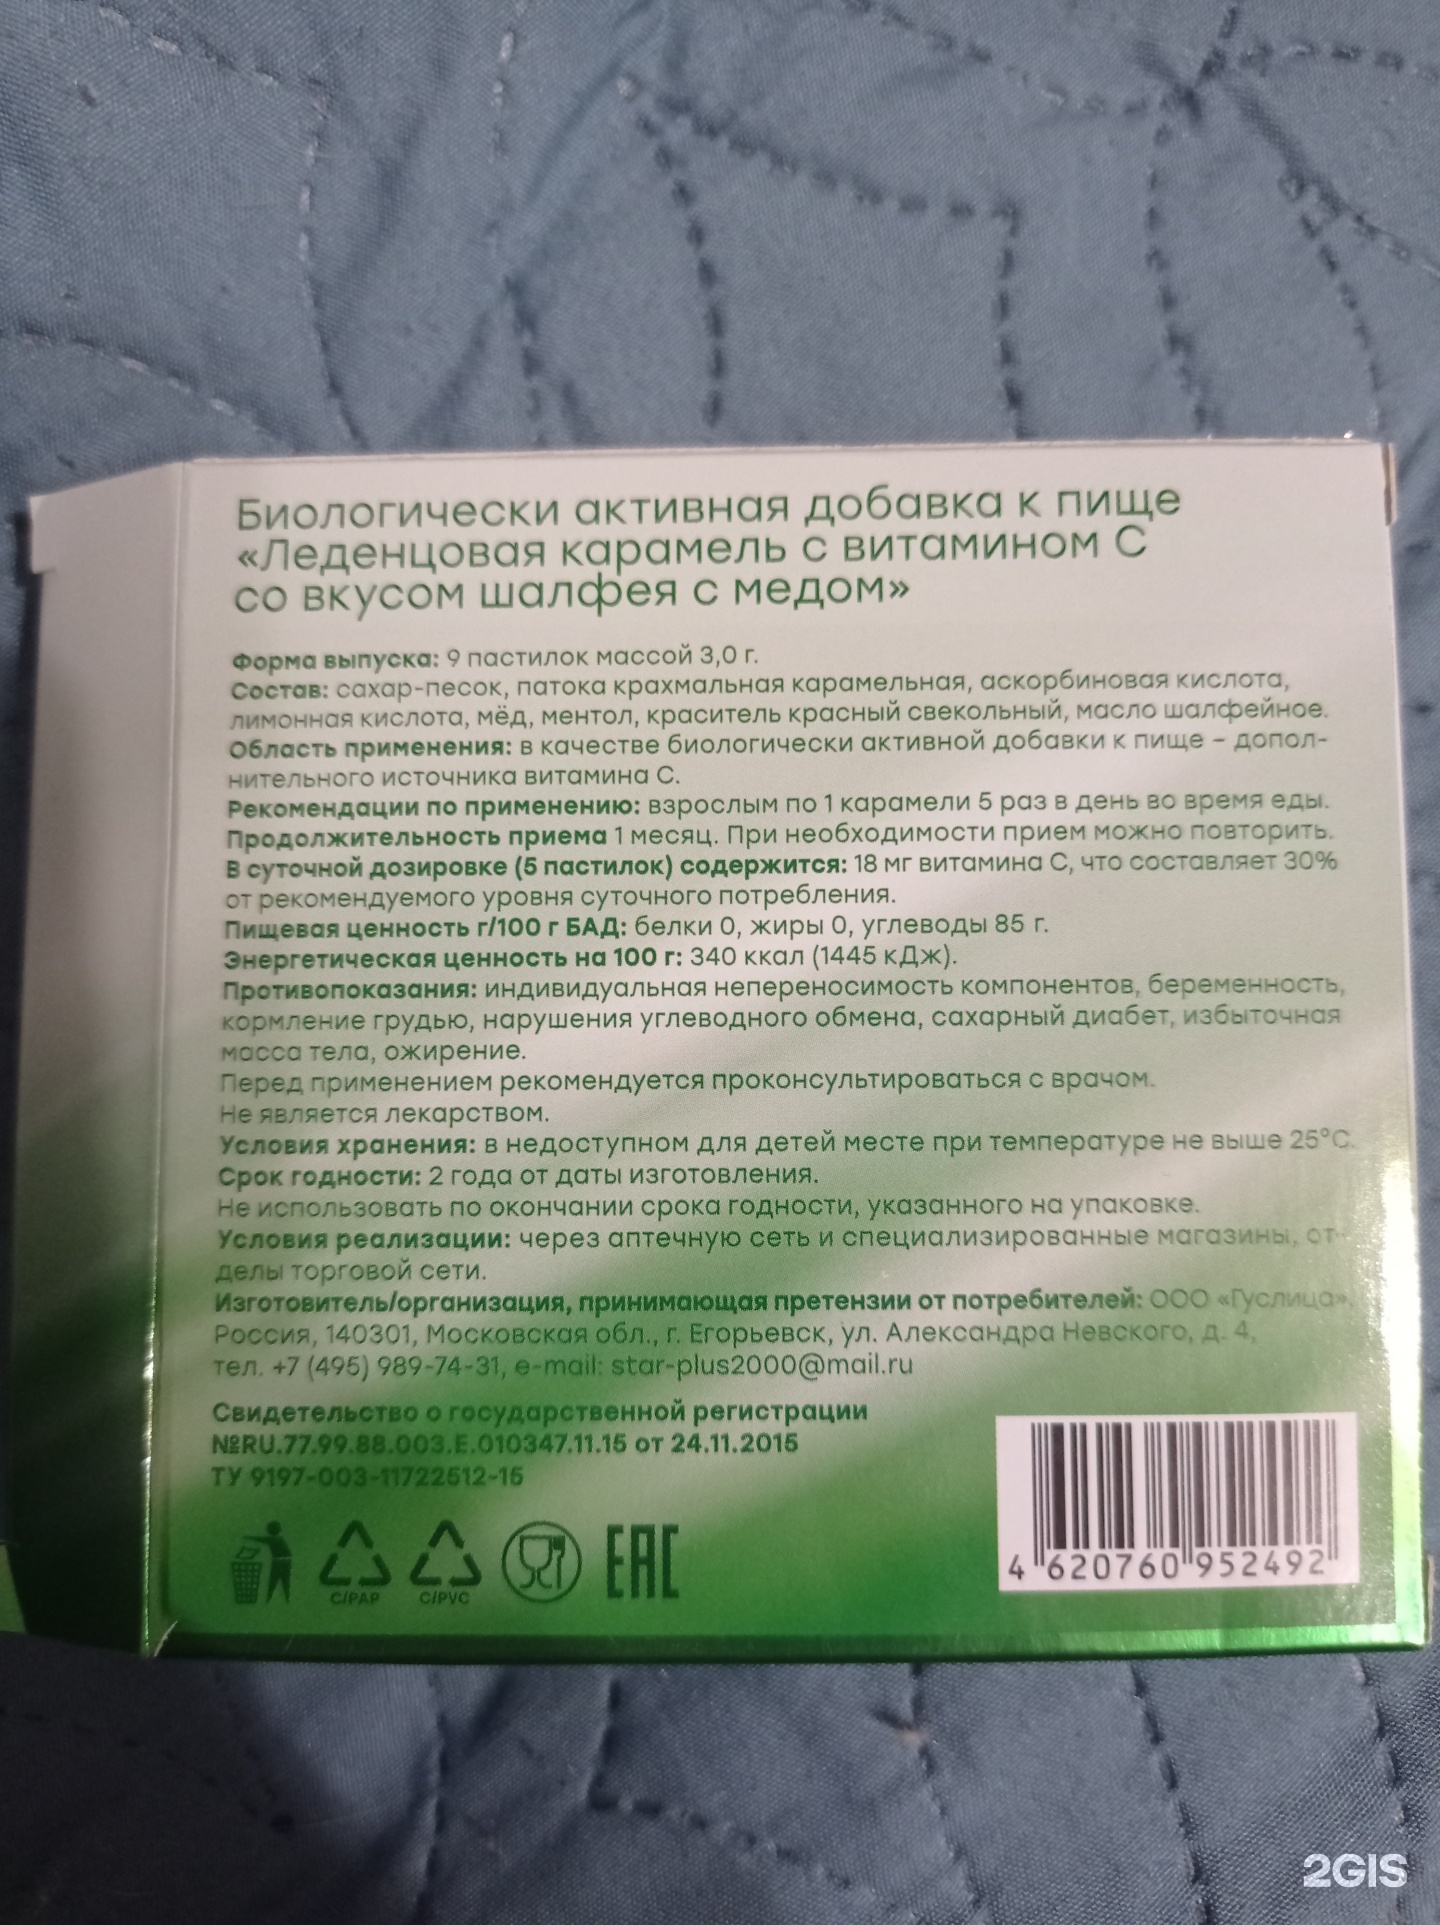 Биологически активная добавка к пище
«Леденцовая карамель с витамином С
со вкусом шалфея с медом»
Форма выпуска: 9 пастилок массой 3,0 г.
Состав: сахар-песок, патока крахмальная карамельная, аскорбиновая кислота,
лимонная кислота, мёд, ментол, краситель красный свекольный, масло шалфейное.
Область применения: в качестве биологически активной добавки к пище – допол-
нительного источника витамина С.
Рекомендации по применению: взрослым по 1 карамели 5 раз в день во время еды.
Продолжительность приема 1 месяц. При необходимости прием можно повторить.
В суточной дозировке (5 пастилок) содержится: 18 мг витамина С, что составляет 30%
от рекомендуемого уровня суточного потребления.
Пищевая ценность г/100 г БАД: белки 0, жиры 0, углеводы 85 г.
Энергетическая ценность на 100 г: 340 ккал (1445 кДж).
Противопоказания: индивидуальная непереносимость компонентов, беременность,
кормление грудью, нарушения углеводного обмена, сахарный диабет, избыточная
масса тела, ожирение.
Перед применением рекомендуется проконсультироваться с врачом.
Не является лекарством.
Условия хранения: в недоступном для детей месте при температуре не выше 25°С.
Срок годности: 2 года от даты изготовления.
Не использовать по окончании срока годности, указанного на упаковке.
Условия реализации: через аптечную сеть и специализированные магазины, от-
делы торговой сети.
Изготовитель/организация, принимающая претензии от потребителей: ООО «Гуслица»,
Россия, 140301, Московская обл., г. Егорьевск, ул. Александра Невского, д. 4,
тел. +7 (495) 989-74-31, e-mail: star-plus2000@mail.ru
Свидетельство о государственной регистрации
№RU.77.99.88.003.Е.010347.11.15 от 24.11.2015
ТУ 9197-003-11722512-15
C/PAP C/PVC EAC
4 620760 952492
2GIS